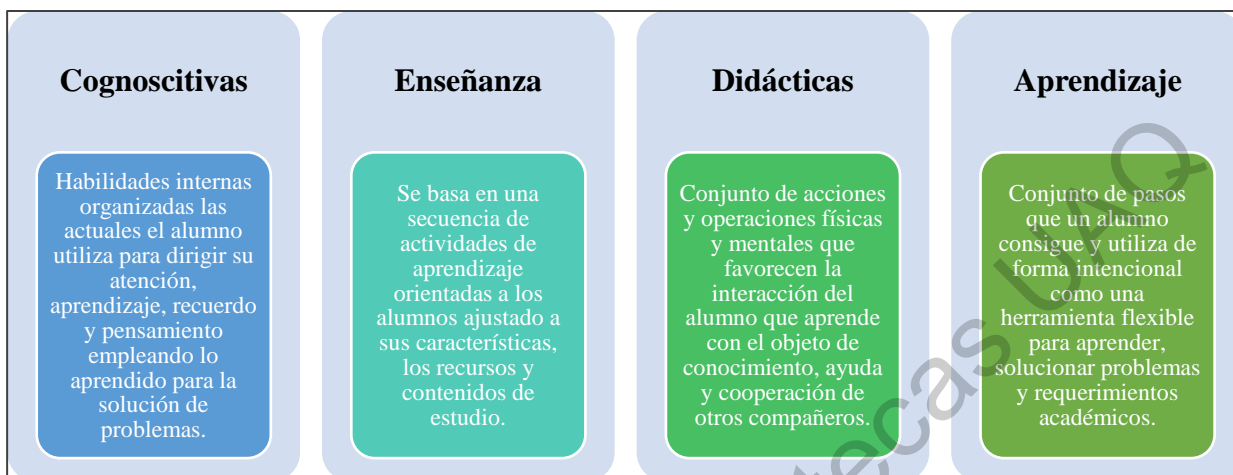 Cognoscitivas
Habilidades internas
organizadas las
actuales el alumno
utiliza para dirigir su
atención,
aprendizaje, recuerdo
y pensamiento
empleando lo
aprendido para la
solución de
problemas.
Enseñanza
Se basa en una
secuencia de
actividades de
aprendizaje
orientadas a los
alumnos ajustado a
sus características,
los recursos y
contenidos de
estudio.
Didácticas
Conjunto de acciones
y operaciones físicas
y mentales que
favorecen la
interacción del
alumno que aprende
con el objeto de
conocimiento, ayuda
y cooperación de
otros compañeros.
Aprendizaje
Conjunto de pasos
que un alumno
consigue y utiliza de
forma intencional
como una
herramienta flexible
para aprender,
solucionar problemas
y requerimientos
académicos.
tecas UAQ